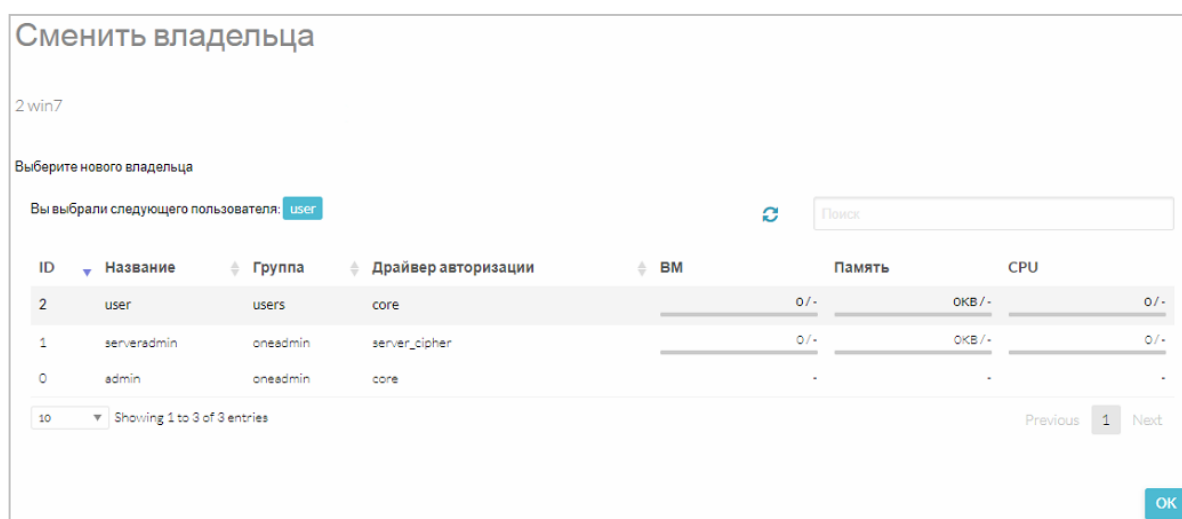 Сменить владельца
2 win7
Выберите нового владельца
Вы выбрали следующего пользователя: user Поиск
ID Название Группа Драйвер авторизации ВМ Память CPU
2 user users core 0 / - 0KB / - 0 / -
1 serveradmin oneadmin server_cipher 0 / - 0KB / - 0 / -
0 admin oneadmin core - - -
10 Showing 1 to 3 of 3 entries Previous 1 Next
OK